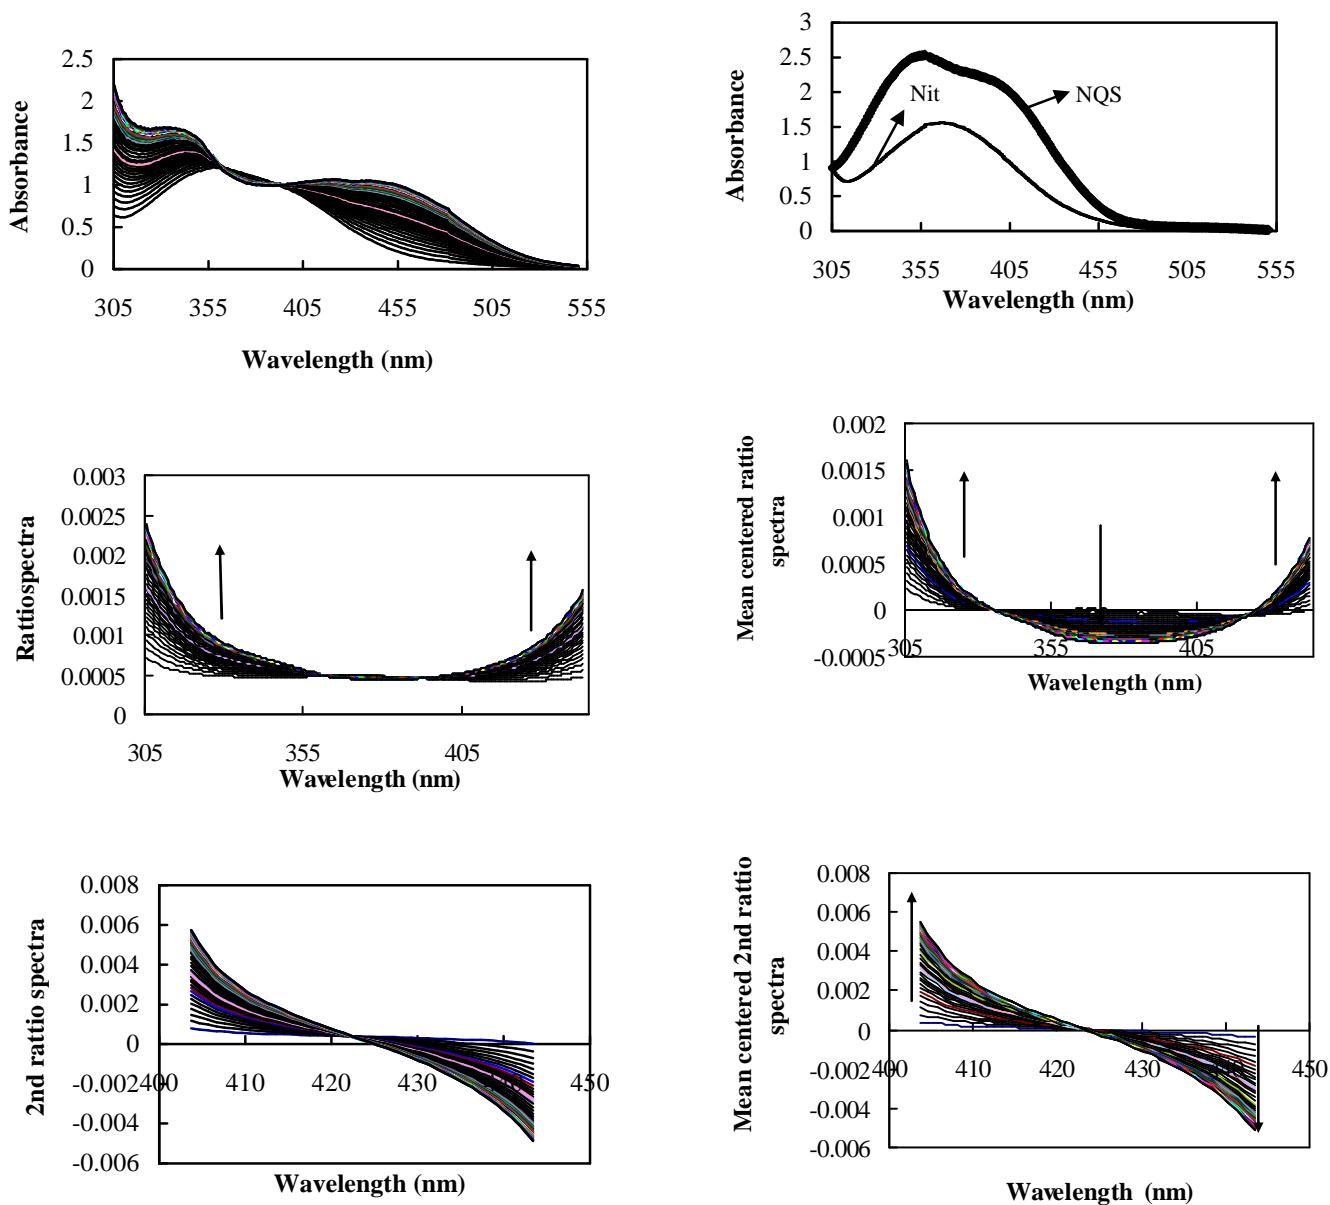 2.5
2
1.5
1
0.5
0
305 355 405 455 505 555
Absorbance
Wavelength (nm)
3
2.5
2
1.5
1
0.5
0
305 355 405 455 505 555
Absorbance
Nit
NQS
Wavelength (nm)
0.003
0.0025
0.002
0.0015
0.001
0.0005
0
305 355 405
Rattiospectra
Wavelength (nm)
0.002
0.0015
0.001
0.0005
0
-0.0005
305 355 405
Mean centered rattio
spectra
Wavelength (nm)
0.008
0.006
0.004
0.002
0
-0.002
-0.004
-0.006
400 410 420 430 440 450
2nd rattio spectra
Wavelength (nm)
0.008
0.006
0.004
0.002
0
-0.002
-0.004
-0.006
400 410 420 430 440 450
Mean centered 2nd rattio
spectra
Wavelength (nm)